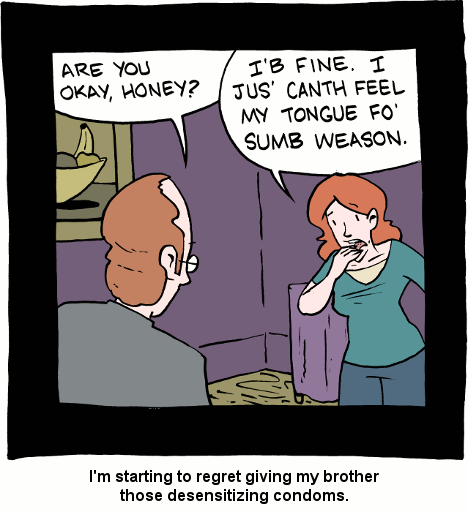 ARE YOU
OKAY, HONEY?
I'B FINE. I
JUS' CANTH FEEL
MY TONGUE FO'
SUMB WEASON.
I'm starting to regret giving my brother
those desensitizing condoms.